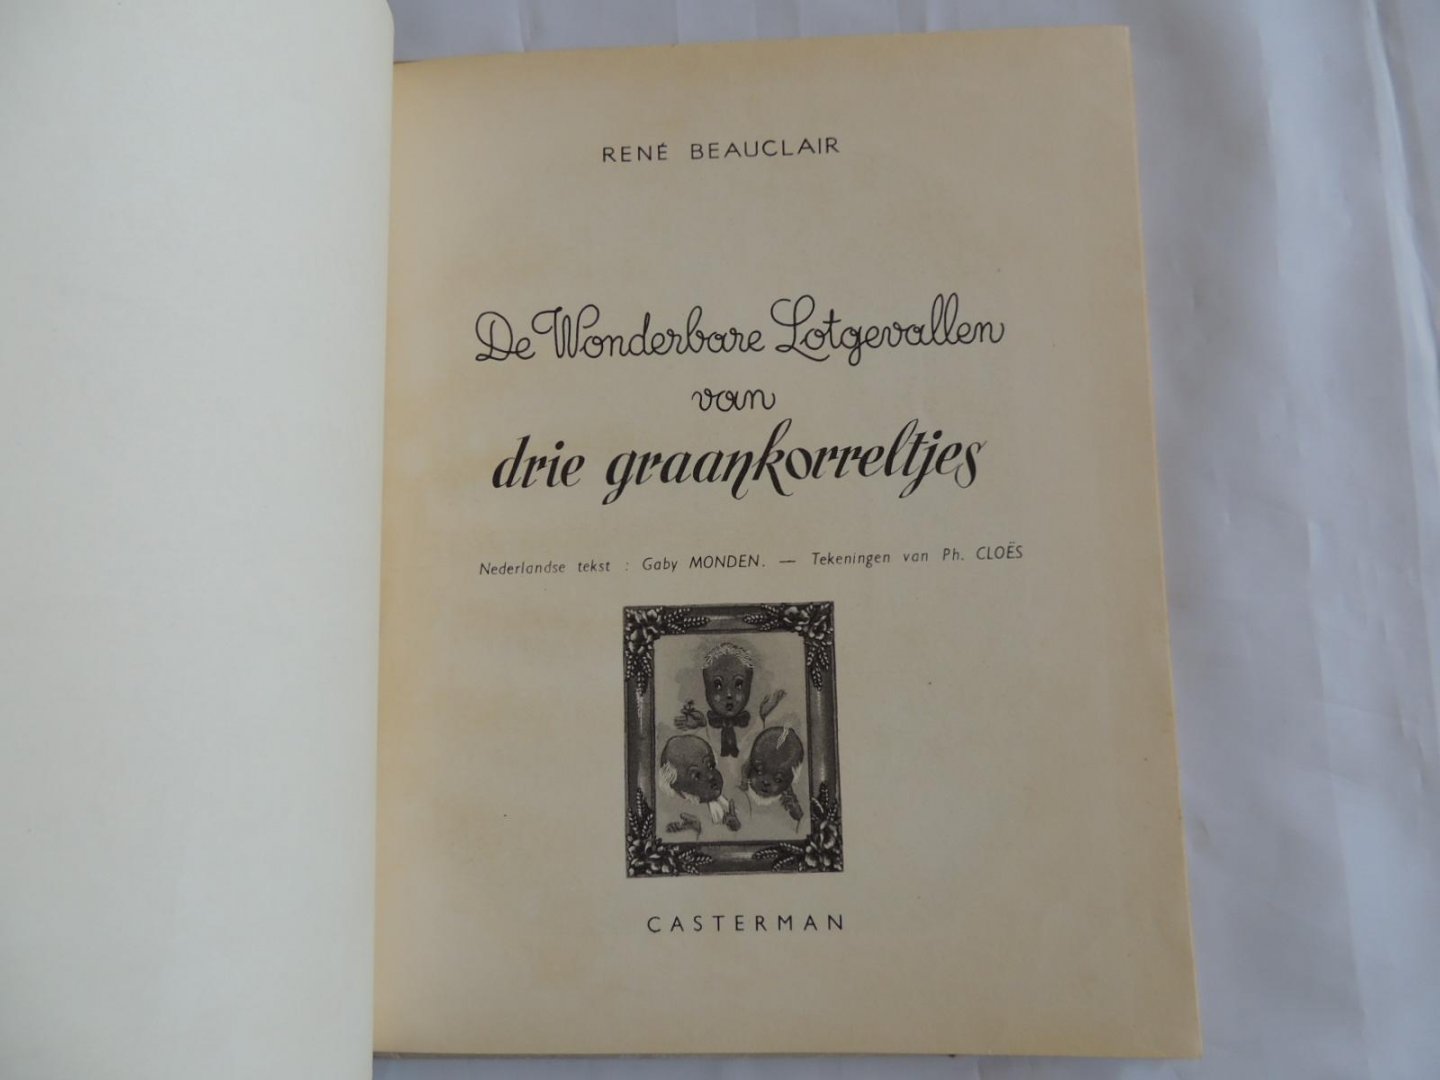 RENÉ BEAUCLAIR
De Wonderbare Lotgevallen
van
drie graankorreltjes
Nederlandse tekst : Gaby MONDEN. — Tekeningen van Ph. CLOËS
CASTERMAN